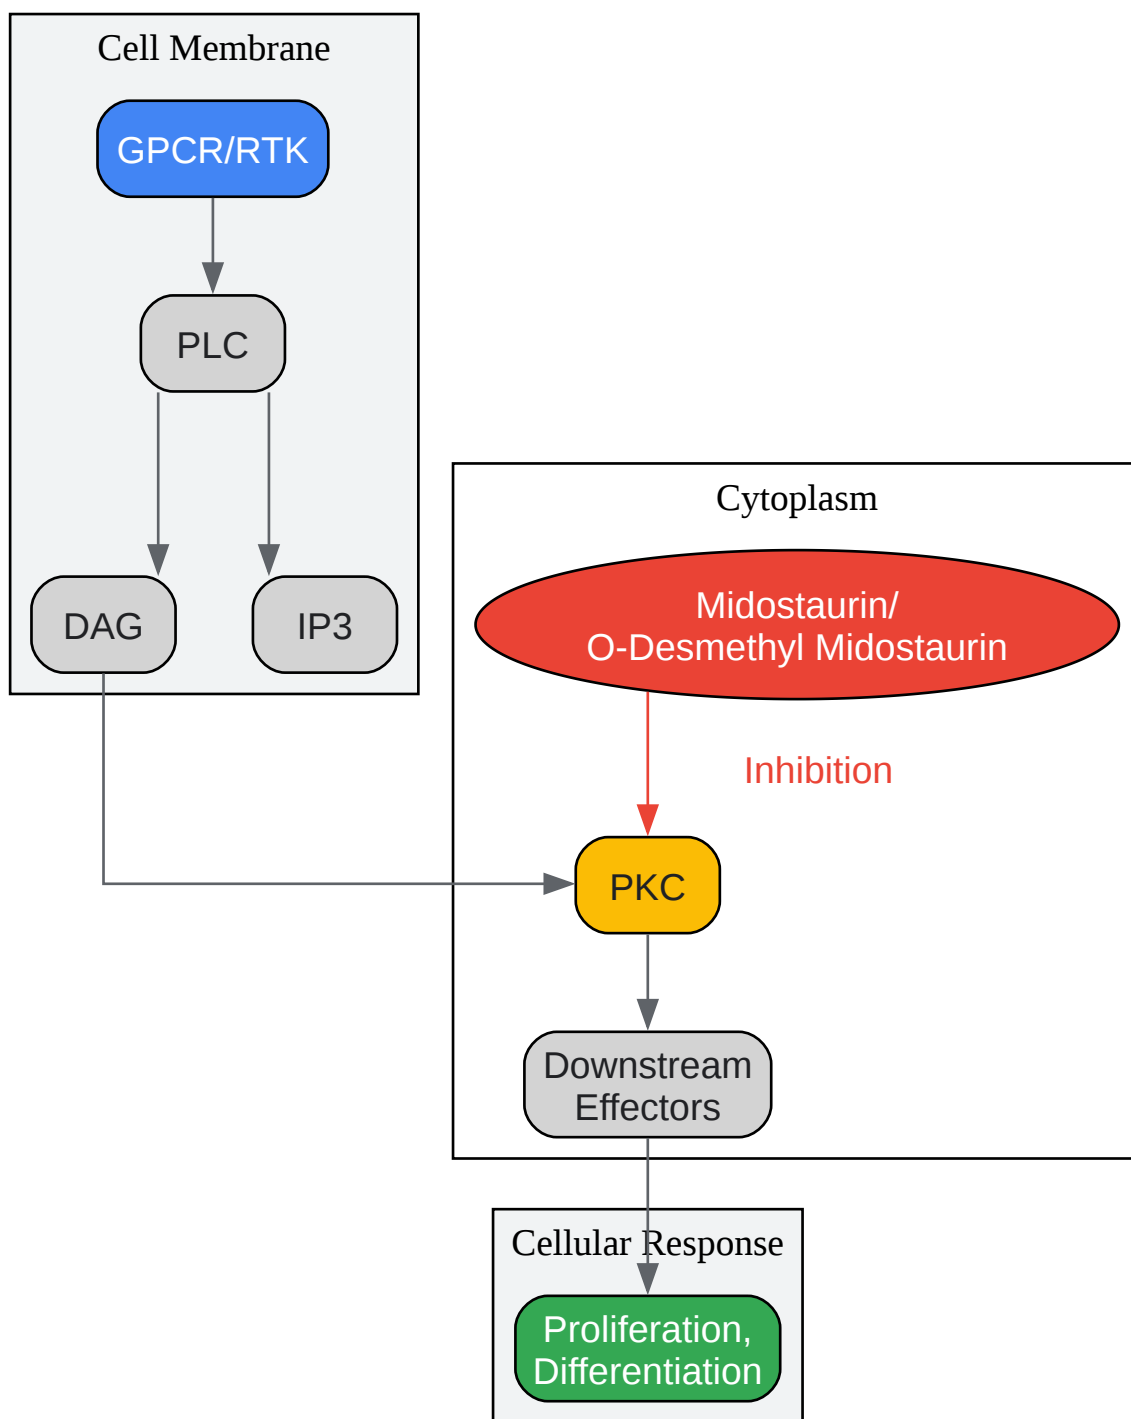 Cell Membrane
GPCR/RTK
PLC
DAG
IP3
Cytoplasm
Midostaurin/
O-Desmethyl Midostaurin
Inhibition
PKC
Downstream
Effectors
Cellular Response
Proliferation,
Differentiation